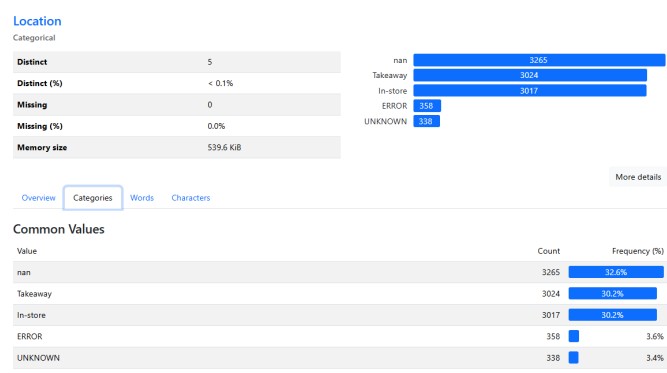 Location
Categorical
Distinct 5
Distinct (%) < 0.1%
Missing 0
Missing (%) 0.0%
Memory size 539.6 KiB
nan 3265
Takeaway 3024
In-store 3017
ERROR 358
UNKNOWN 338
More details
Overview Categories Words Characters
Common Values
Value Count Frequency (%)
nan 3265 32.6%
Takeaway 3024 30.2%
In-store 3017 30.2%
ERROR 358 3.6%
UNKNOWN 338 3.4%